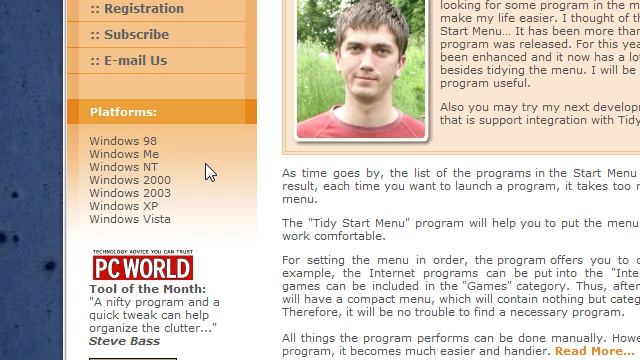 :: Registration
:: Subscribe
:: E-mail Us
Platforms:
Windows 98
Windows Me
Windows NT
Windows 2000
Windows 2003
Windows XP
Windows Vista
TECHNOLOGY ADVICE YOU CAN TRUST
PC WORLD
Tool of the Month:
"A nifty program and a
quick tweak can help
organize the clutter..."
Steve Bass
looking for some program in the
make my life easier. I thought of
Start Menu... It has been more
program was released. For this
been enhanced and it now has a
besides tidying the menu. I will be
program useful.
Also you may try my next
that is support integration with
As time goes by, the list of the programs in the Start Menu
result, each time you want to launch a program, it takes too
menu.
The "Tidy Start Menu" program will help you to put the
work comfortable.
For setting the menu in order, the program offers you to
example, the Internet programs can be put into the
games can be included in the "Games" category. Thus,
will have a compact menu, which will contain nothing but
Therefore, it will be no trouble to find a necessary program.
All things the program performs can be done manually.
program, it becomes much easier and handier. Read More...